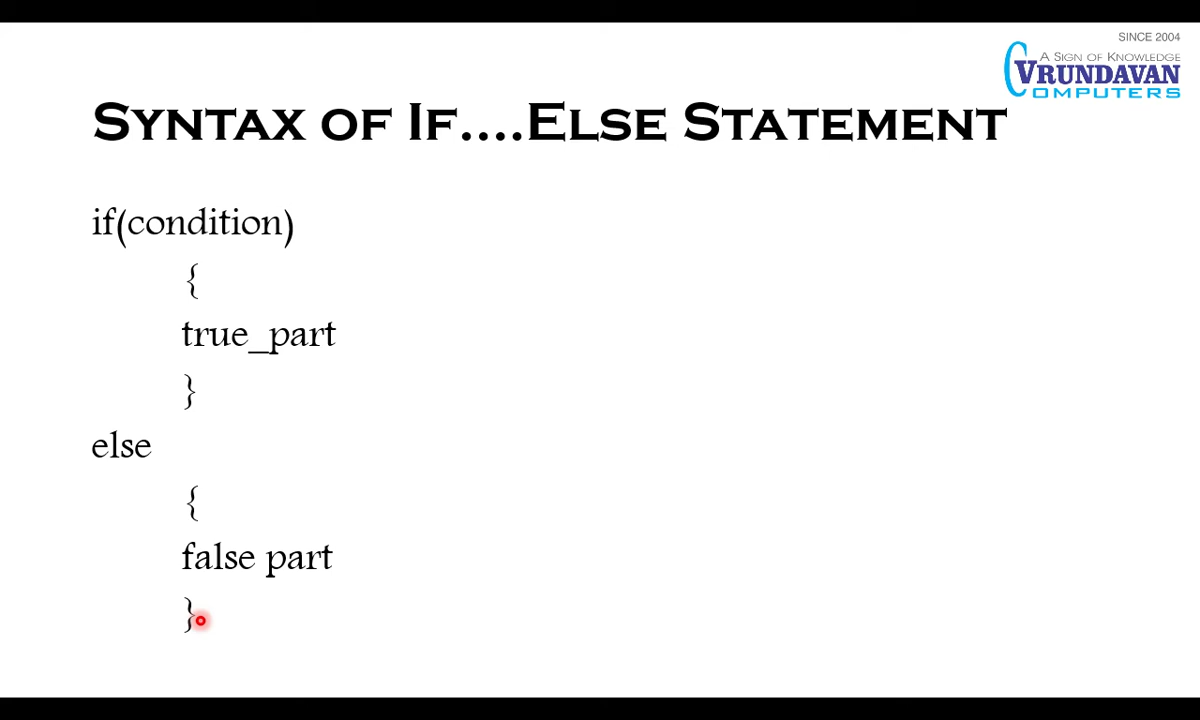 SINCE 2004
A SIGN OF KNOWLEDGE
VRUNDAVAN
COMPUTERS
SYNTAX OF IF....ELSE STATEMENT
if(condition)
{
true_part
}
else
{
false part
}